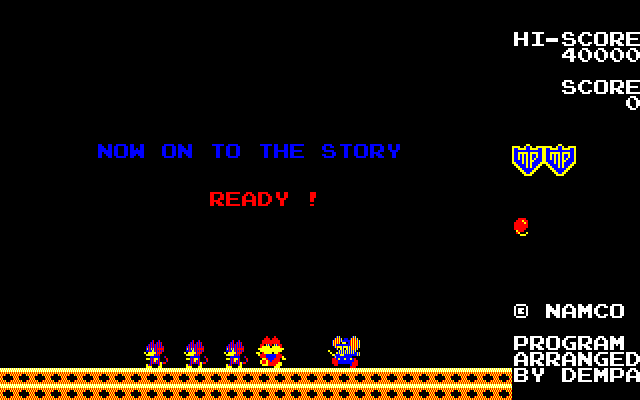 HI-SCORE
40000
SCORE
0
NOW ON TO THE STORY
READY !
© NAMCO
PROGRAM
ARRANGED
BY DEMPA